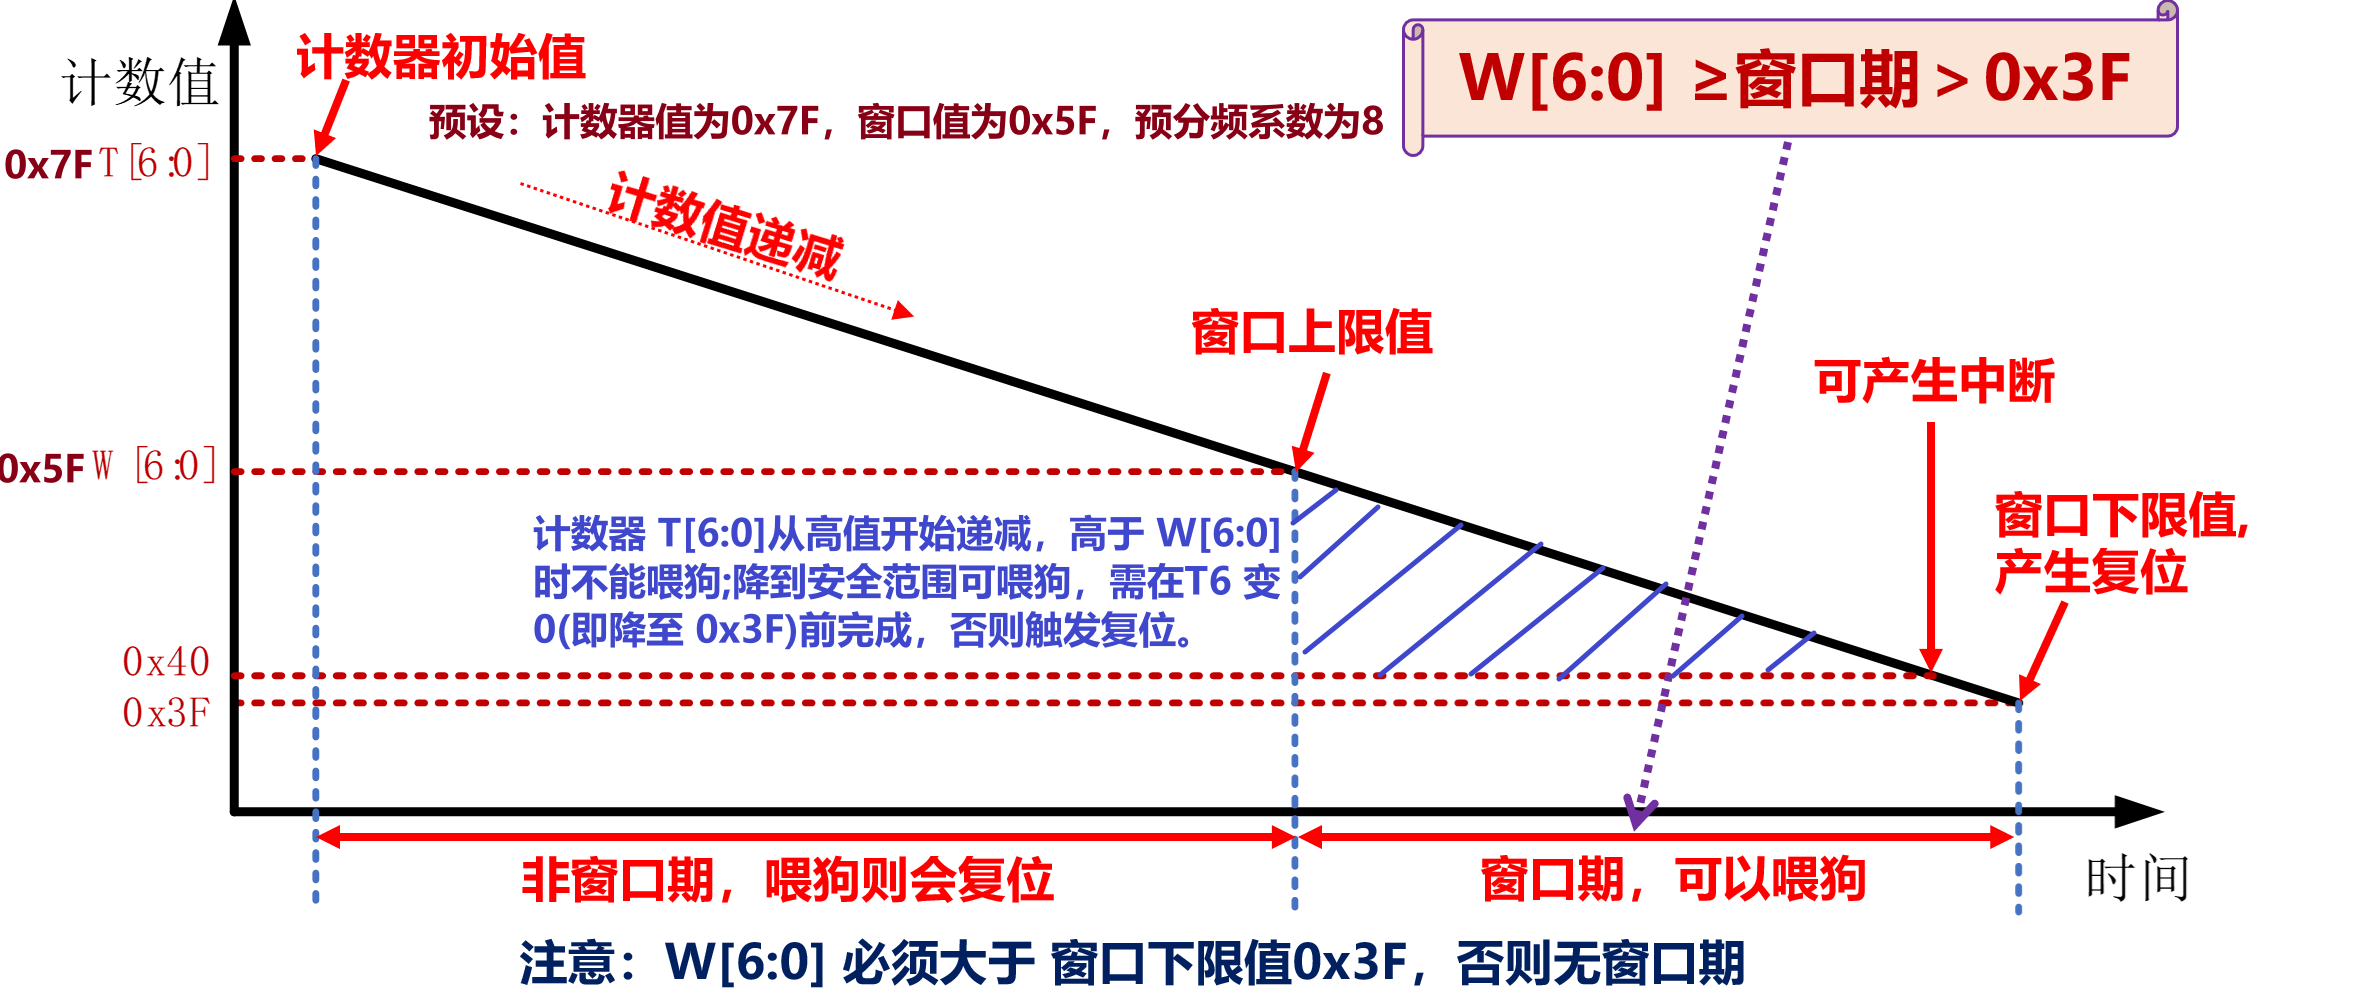 计数器初始值
W[6:0] ≥窗口期＞0x3F
计数值
预设：计数器值为0x7F，窗口值为0x5F，预分频系数为8
0x7F T[6:0]
计数值递减
窗口上限值
可产生中断
0x5F W [6:0]
窗口下限值,
产生复位
计数器 T[6:0]从高值开始递减，高于 W[6:0]
时不能喂狗;降到安全范围可喂狗，需在T6 变
0(即降至 0x3F)前完成，否则触发复位。
0x40
0x3F
非窗口期，喂狗则会复位
窗口期，可以喂狗
时间
注意：W[6:0] 必须大于 窗口下限值0x3F，否则无窗口期